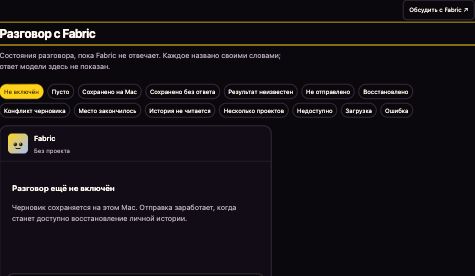 Обсудить с Fabric ↗
Разговор с Fabric
Состояния разговора, пока Fabric не отвечает. Каждое названо своими словами;
ответ модели здесь не показан.
Не включён Пусто Сохранено на Mac Сохранено без ответа Результат неизвестен Не отправлено Восстановлено
Конфликт черновика Место закончилось История не читается Несколько проектов Недоступно Загрузка Ошибка
Fabric
Без проекта
Разговор ещё не включён
Черновик сохраняется на этом Mac. Отправка заработает, когда
станет доступно восстановление личной истории.